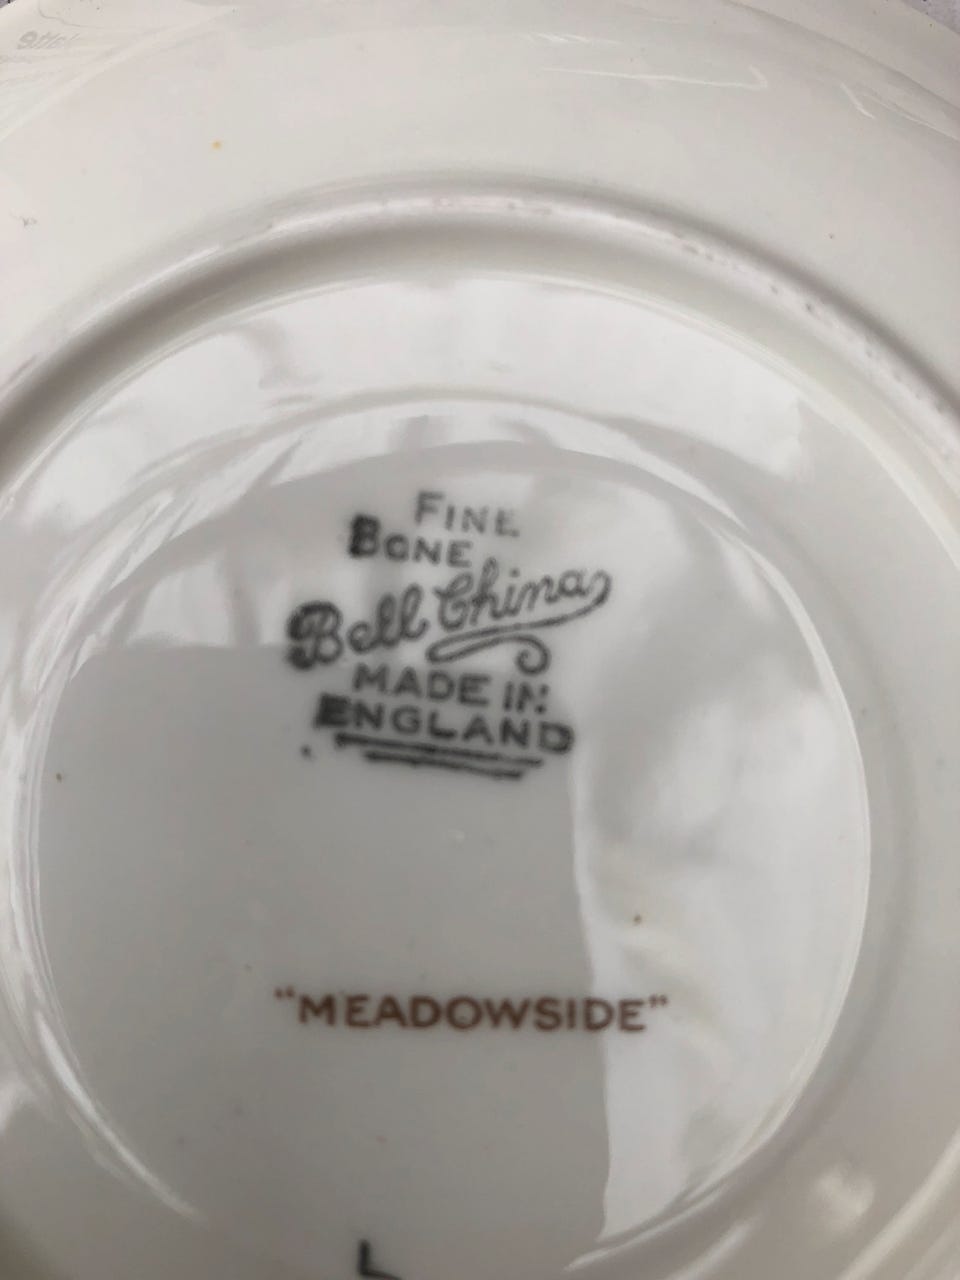 FINE
BONE
Bell China
MADE IN
ENGLAND
"MEADOWSIDE"
L